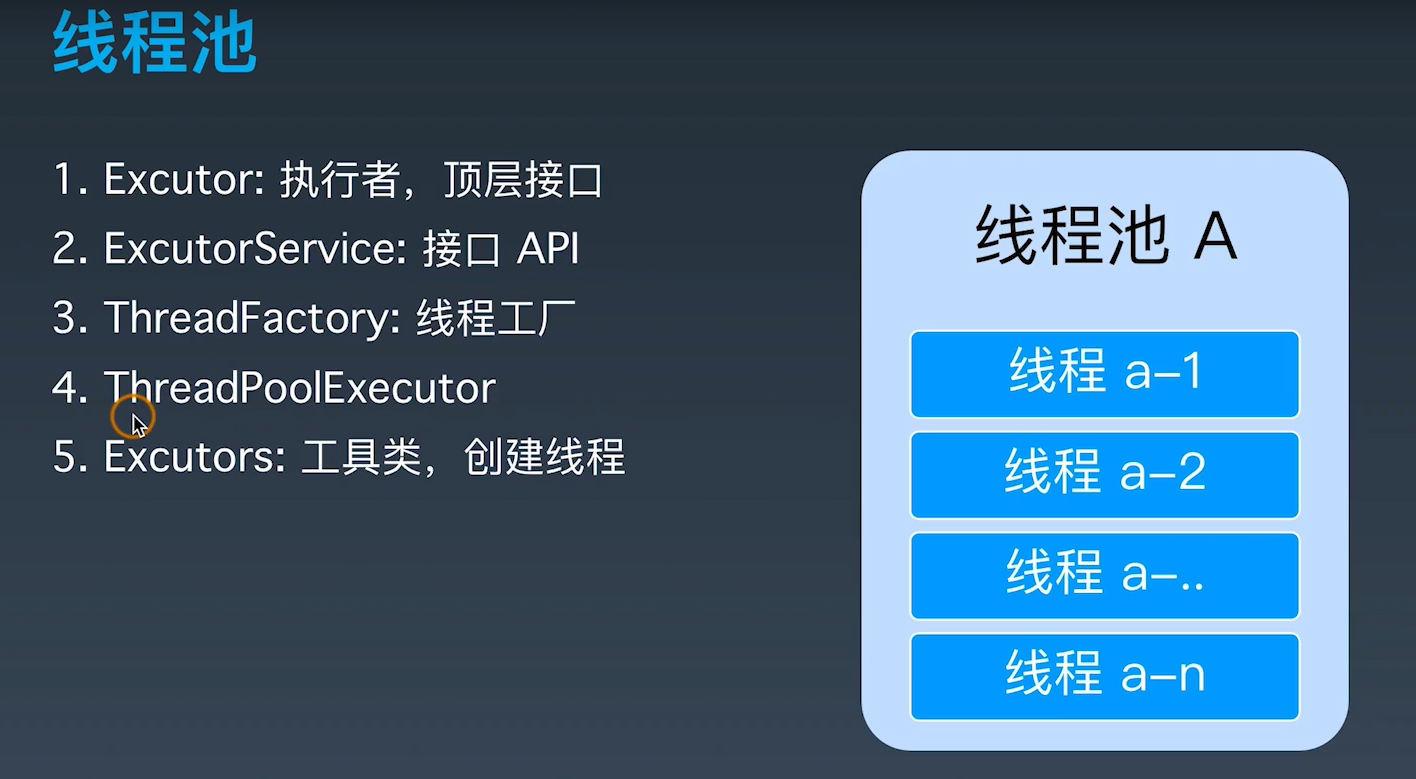 线程池
1. Excutor: 执行者，顶层接口
2. ExcutorService: 接口 API
3. ThreadFactory: 线程工厂
4. ThreadPoolExecutor
5. Excutors: 工具类，创建线程
线程池 A
线程 a-1
线程 a-2
线程 a-..
线程 a-n